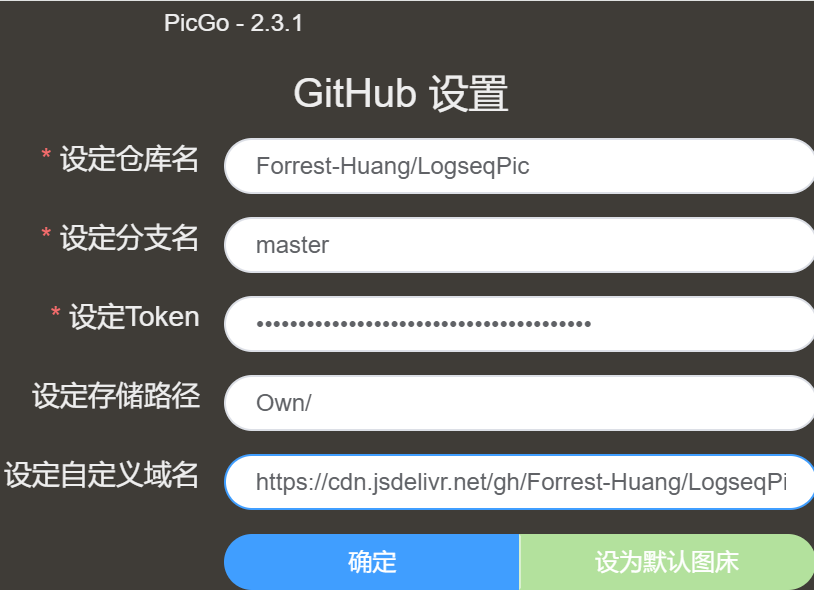 PicGo - 2.3.1
GitHub 设置
* 设定仓库名
Forrest-Huang/LogseqPic
* 设定分支名
master
* 设定Token
••••••••••••••••••••••••••••••••••••••••
设定存储路径
Own/
设定自定义域名
https://cdn.jsdelivr.net/gh/Forrest-Huang/LogseqPi
确定
设为默认图床